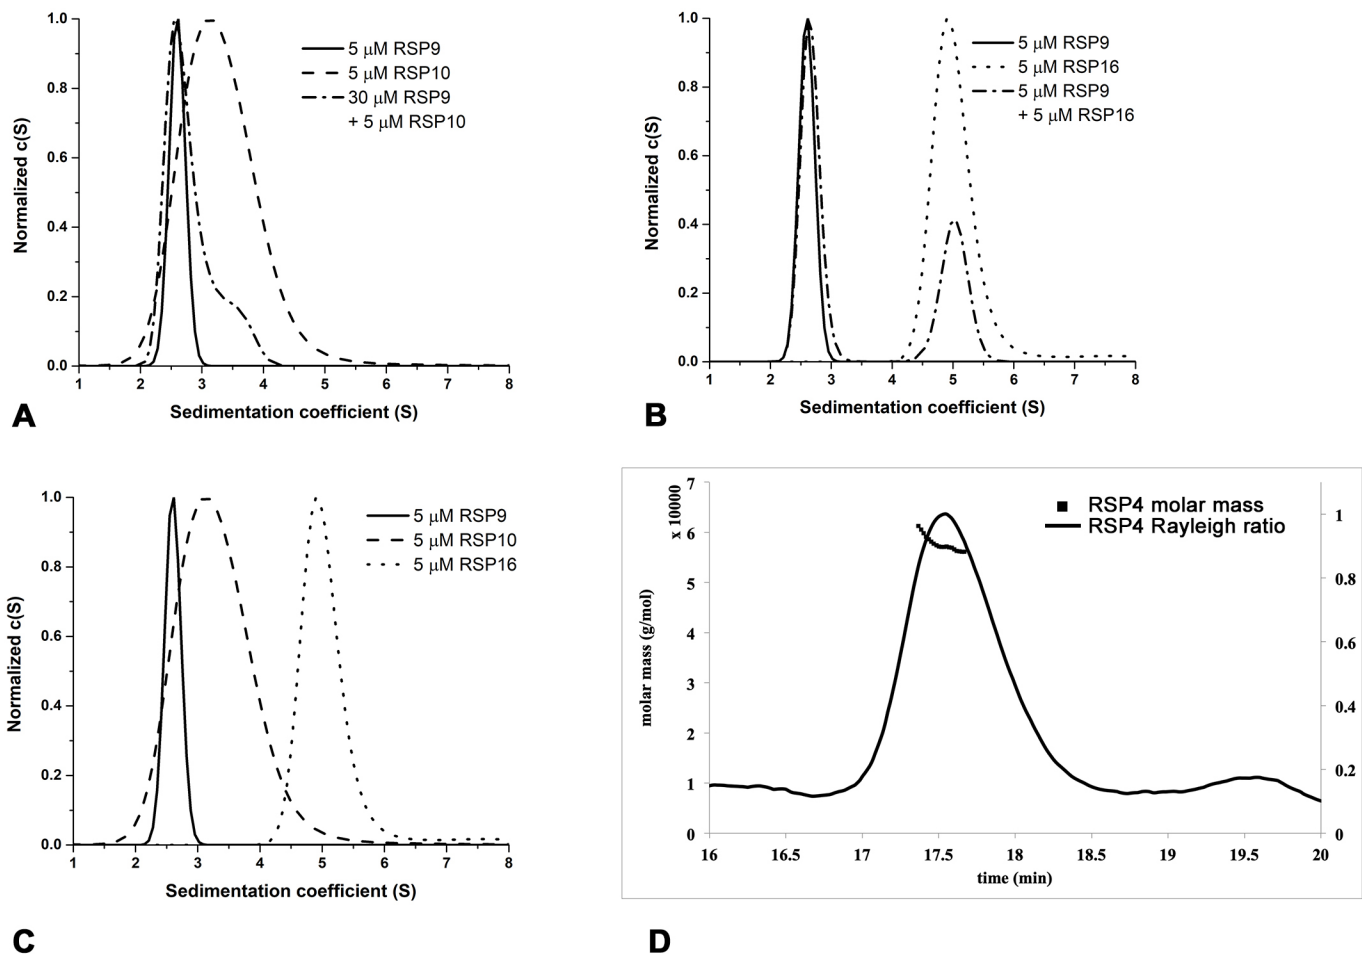 1.0
0.8
0.6
0.4
0.2
0.0
Normalized c(S)
1 2 3 4 5 6 7 8
Sedimentation coefficient (S)
5 μM RSP9
5 μM RSP10
30 μM RSP9
+ 5 μM RSP10
A
1.0
0.8
0.6
0.4
0.2
0.0
Normalized c(S)
1 2 3 4 5 6 7 8
Sedimentation coefficient (S)
5 μM RSP9
5 μM RSP16
5 μM RSP9
+ 5 μM RSP16
B
1.0
0.8
0.6
0.4
0.2
0.0
Normalized c(S)
1 2 3 4 5 6 7 8
Sedimentation coefficient (S)
5 μM RSP9
5 μM RSP10
5 μM RSP16
C
x 10000
7
6
5
4
3
2
1
0
molar mass (g/mol)
RSP4 molar mass
RSP4 Rayleigh ratio
1
0.8
0.6
0.4
0.2
0
16 16.5 17 17.5 18 18.5 19 19.5 20
time (min)
D